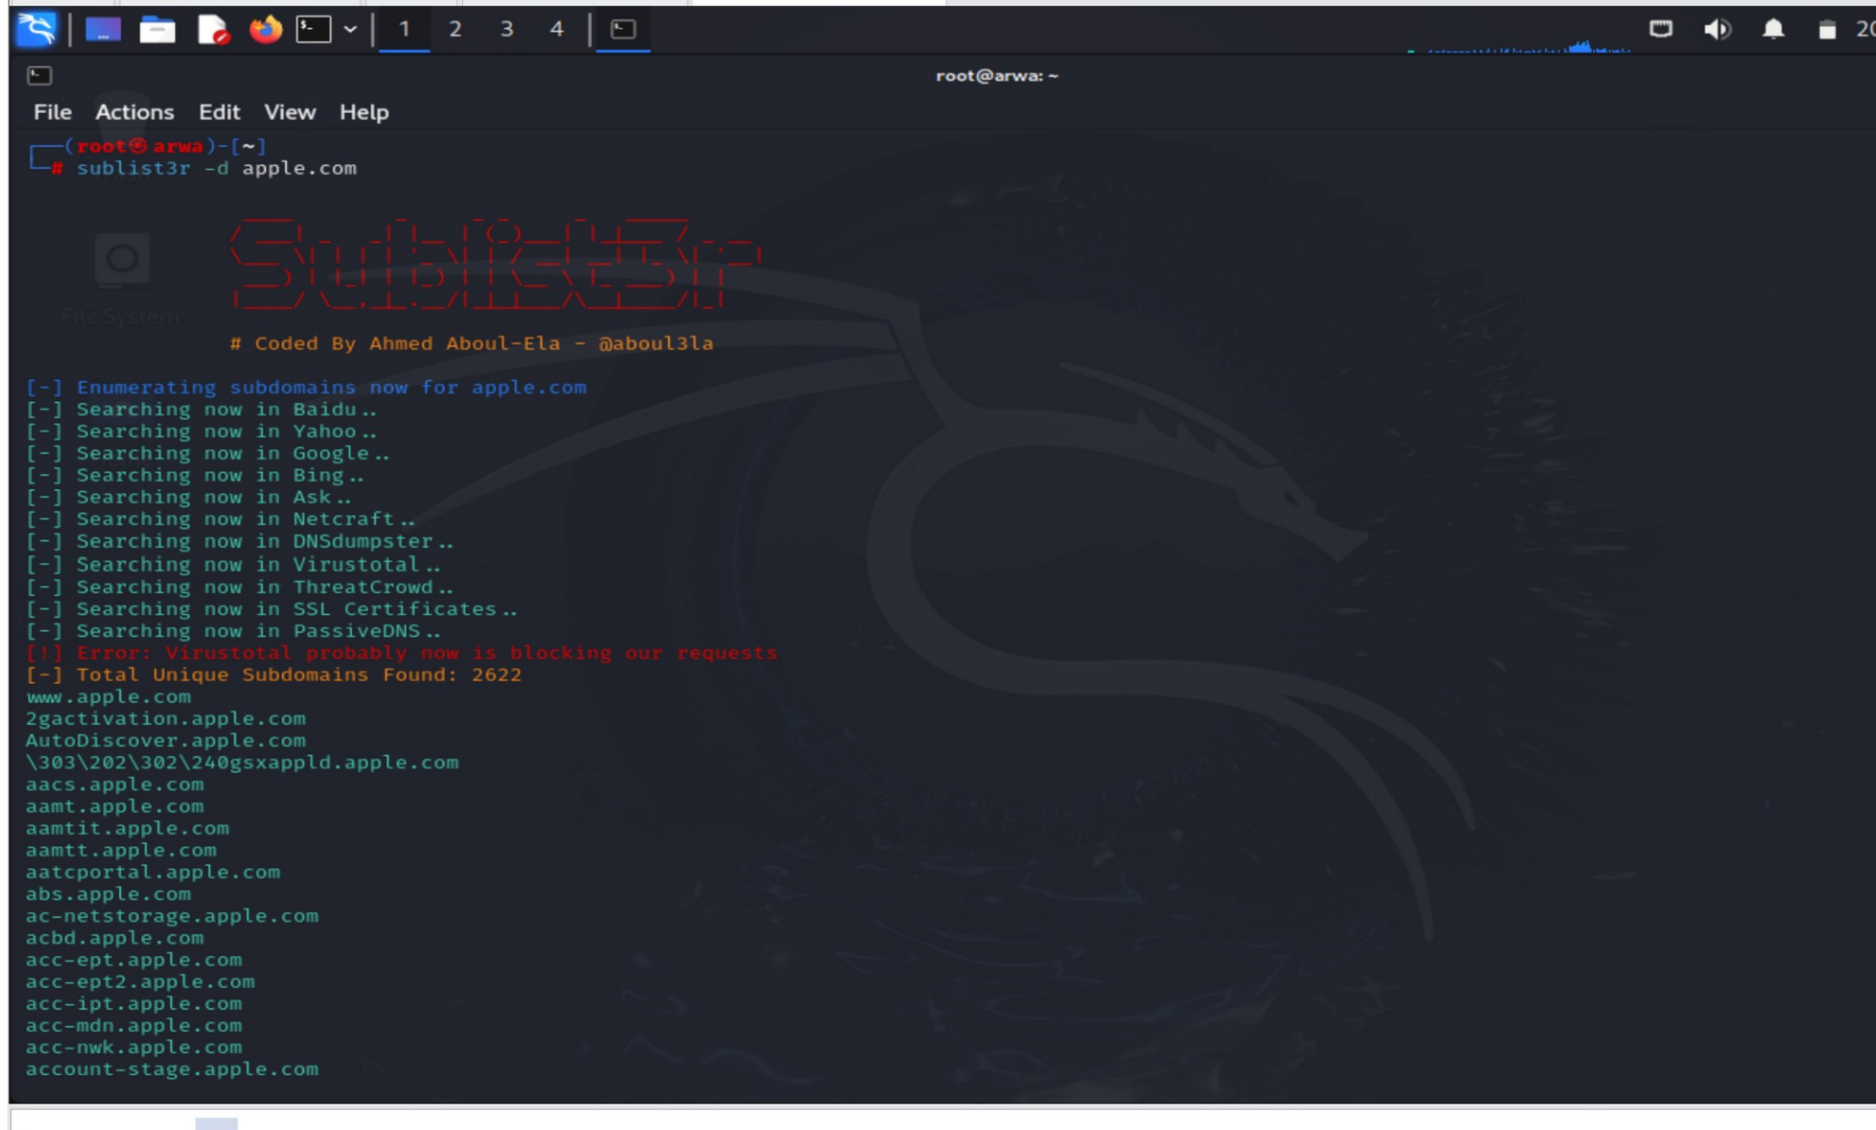 1 2 3 4
20
root@arwa: ~
File Actions Edit View Help
(root㉿arwa)-[~]
# sublist3r -d apple.com
Sublist3r
File System
# Coded By Ahmed Aboul-Ela - @aboul3la
[-] Enumerating subdomains now for apple.com
[-] Searching now in Baidu..
[-] Searching now in Yahoo..
[-] Searching now in Google..
[-] Searching now in Bing..
[-] Searching now in Ask..
[-] Searching now in Netcraft..
[-] Searching now in DNSdumpster..
[-] Searching now in Virustotal..
[-] Searching now in ThreatCrowd..
[-] Searching now in SSL Certificates..
[-] Searching now in PassiveDNS..
[!] Error: Virustotal probably now is blocking our requests
[-] Total Unique Subdomains Found: 2622
www.apple.com
2gactivation.apple.com
AutoDiscover.apple.com
\303\202\302\240gsxappld.apple.com
aacs.apple.com
aamt.apple.com
aamtit.apple.com
aamtt.apple.com
aatcportal.apple.com
abs.apple.com
ac-netstorage.apple.com
acbd.apple.com
acc-ept.apple.com
acc-ept2.apple.com
acc-ipt.apple.com
acc-mdn.apple.com
acc-nwk.apple.com
account-stage.apple.com